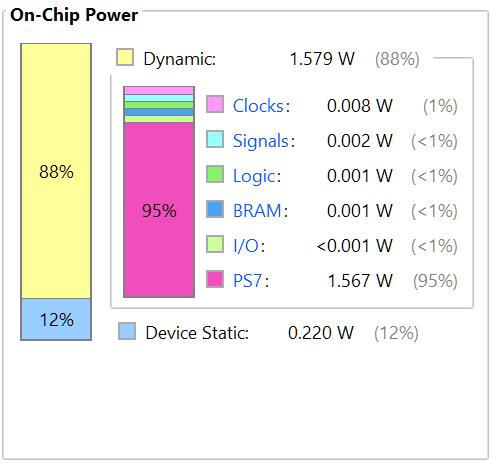 On-Chip Power
Dynamic: 1.579 W (88%)
Clocks: 0.008 W (1%)
Signals: 0.002 W (<1%)
88% Logic: 0.001 W (<1%)
95% BRAM: 0.001 W (<1%)
I/O: <0.001 W (<1%)
PS7: 1.567 W (95%)
12% Device Static: 0.220 W (12%)